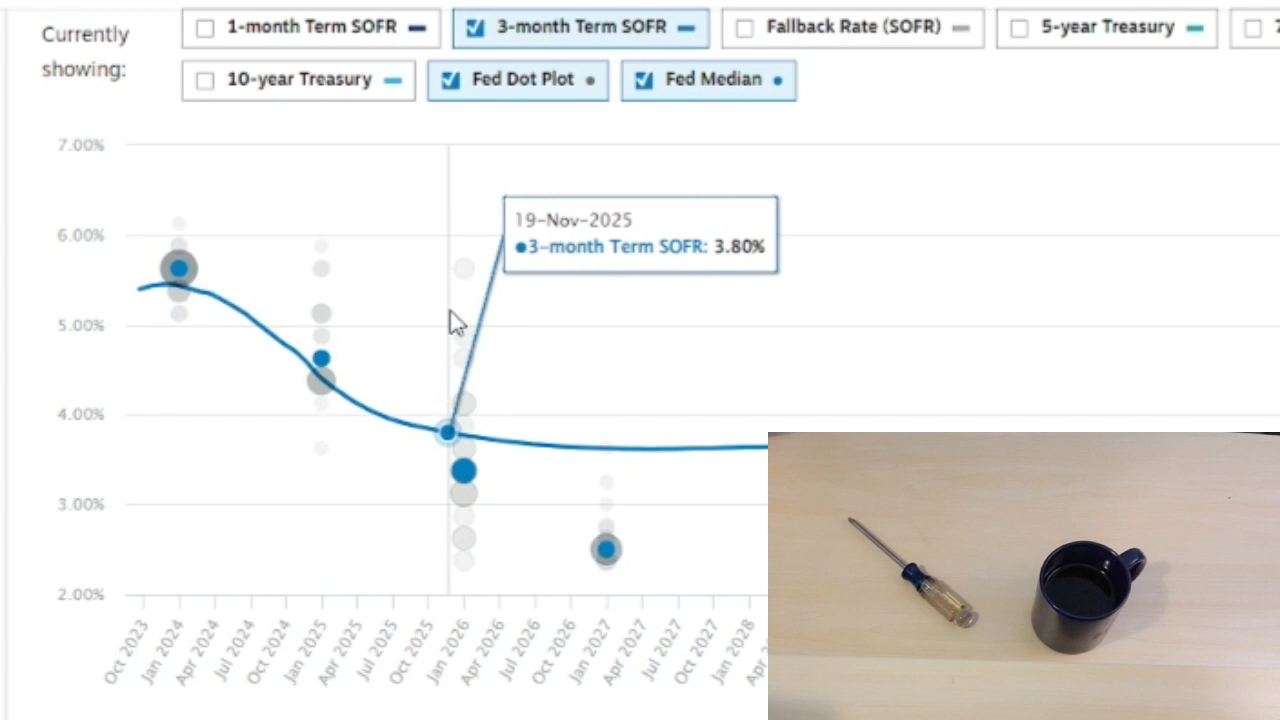 Currently showing:
1-month Term SOFR
3-month Term SOFR
Fallback Rate (SOFR)
5-year Treasury
10-year Treasury
Fed Dot Plot
Fed Median
7.00%
6.00%
5.00%
4.00%
3.00%
2.00%
19-Nov-2025
3-month Term SOFR: 3.80%
Oct 2023
Jan 2024
Apr 2024
Jul 2024
Oct 2024
Jan 2025
Apr 2025
Jul 2025
Oct 2025
Jan 2026
Apr 2026
Jul 2026
Oct 2026
Jan 2027
Apr 2027
Jul 2027
Oct 2027
Jan 2028